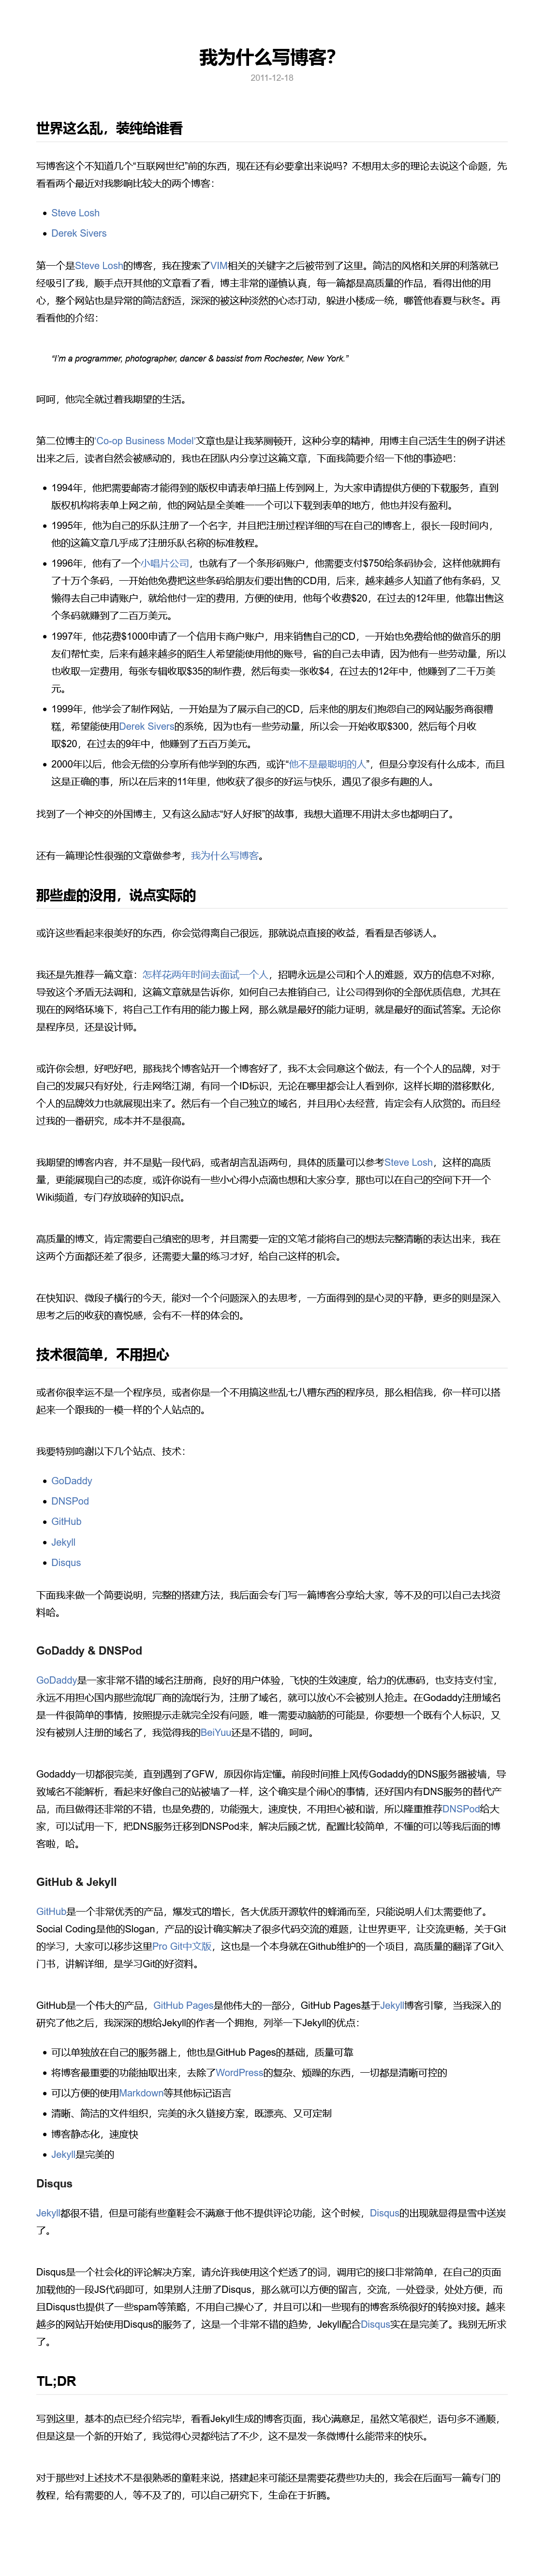 我为什么写博客？
2011-12-18
世界这么乱，装纯给谁看
写博客这个不知道几个“互联网世纪”前的东西，现在还有必要拿出来说吗？不想用太多的理论去说这个命题，先
看看两个最近对我影响比较大的两个博客：
Steve Losh
Derek Sivers
第一个是Steve Losh的博客，我在搜索了VIM相关的关键字之后被带到了这里。简洁的风格和关屏的利落就已
经吸引了我，顺手点开其他的文章看了看，博主非常的谨慎认真，每一篇都是高质量的作品，看得出他的用
心，整个网站也是异常的简洁舒适，深深的被这种淡然的心态打动，躲进小楼成一统，哪管他春夏与秋冬。再
看看他的介绍：
“I’m a programmer, photographer, dancer & bassist from Rochester, New York.”
呵呵，他完全就过着我期望的生活。
第二位博主的‘Co-op Business Model’文章也是让我茅厕顿开，这种分享的精神，用博主自己活生生的例子讲述
出来之后，读者自然会被感动的，我也在团队内分享过这篇文章，下面我简要介绍一下他的事迹吧：
1994年，他把需要邮寄才能得到的版权申请表单扫描上传到网上，为大家申请提供方便的下载服务，直到
版权机构将表单上网之前，他的网站是全美唯一一个可以下载到表单的地方，他也并没有盈利。
1995年，他为自己的乐队注册了一个名字，并且把注册过程详细的写在自己的博客上，很长一段时间内，
他的这篇文章几乎成了注册乐队名称的标准教程。
1996年，他有了一个小唱片公司，也就有了一个条形码账户，他需要支付$750给条码协会，这样他就拥有
了十万个条码，一开始他免费把这些条码给朋友们要出售的CD用，后来，越来越多人知道了他有条码，又
懒得去自己申请账户，就给他付一定的费用，方便的使用，他每个收费$20，在过去的12年里，他靠出售这
个条码就赚到了二百万美元。
1997年，他花费$1000申请了一个信用卡商户账户，用来销售自己的CD，一开始也免费给他的做音乐的朋
友们帮忙卖，后来有越来越多的陌生人希望能使用他的账号，省的自己去申请，因为他有一些劳动量，所以
也收取一定费用，每张专辑收取$35的制作费，然后每卖一张收$4，在过去的12年中，他赚到了二千万美
元。
1999年，他学会了制作网站，一开始是为了展示自己的CD，后来他的朋友们抱怨自己的网站服务商很糟
糕，希望能使用Derek Sivers的系统，因为也有一些劳动量，所以会一开始收取$300，然后每个月收
取$20，在过去的9年中，他赚到了五百万美元。
2000年以后，他会无偿的分享所有他学到的东西，或许“他不是最聪明的人”，但是分享没有什么成本，而且
这是正确的事，所以在后来的11年里，他收获了很多的好运与快乐，遇见了很多有趣的人。
找到了一个神交的外国博主，又有这么励志“好人好报”的故事，我想大道理不用讲太多也都明白了。
还有一篇理论性很强的文章做参考，我为什么写博客。
那些虚的没用，说点实际的
或许这些看起来很美好的东西，你会觉得离自己很远，那就说点直接的收益，看看是否够诱人。
我还是先推荐一篇文章：怎样花两年时间去面试一个人，招聘永远是公司和个人的难题，双方的信息不对称，
导致这个矛盾无法调和，这篇文章就是告诉你，如何自己去推销自己，让公司得到你的全部优质信息，尤其在
现在的网络环境下，将自己工作有用的能力搬上网，那么就是最好的能力证明，就是最好的面试答案。无论你
是程序员，还是设计师。
或许你会想，好吧好吧，那我找个博客站开一个博客好了，我不太会同意这个做法，有一个个人的品牌，对于
自己的发展只有好处，行走网络江湖，有同一个ID标识，无论在哪里都会让人看到你，这样长期的潜移默化，
个人的品牌效力也就展现出来了。然后有一个自己独立的域名，并且用心去经营，肯定会有人欣赏的。而且经
过我的一番研究，成本并不是很高。
我期望的博客内容，并不是贴一段代码，或者胡言乱语两句，具体的质量可以参考Steve Losh，这样的高质
量，更能展现自己的态度，或许你说有一些小心得小点滴也想和大家分享，那也可以在自己的空间下开一个
Wiki频道，专门存放琐碎的知识点。
高质量的博文，肯定需要自己缜密的思考，并且需要一定的文笔才能将自己的想法完整清晰的表达出来，我在
这两个方面都还差了很多，还需要大量的练习才好，给自己这样的机会。
在快知识、微段子横行的今天，能对一个个问题深入的去思考，一方面得到的是心灵的平静，更多的则是深入
思考之后的收获的喜悦感，会有不一样的体会的。
技术很简单，不用担心
或者你很幸运不是一个程序员，或者你是一个不用搞这些乱七八糟东西的程序员，那么相信我，你一样可以搭
起来一个跟我的一模一样的个人站点的。
我要特别鸣谢以下几个站点、技术：
GoDaddy
DNSPod
GitHub
Jekyll
Disqus
下面我来做一个简要说明，完整的搭建方法，我后面会专门写一篇博客分享给大家，等不及的可以自己去找资
料哈。
GoDaddy & DNSPod
GoDaddy是一家非常不错的域名注册商，良好的用户体验，飞快的生效速度，给力的优惠码，也支持支付宝，
永远不用担心国内那些流氓厂商的流氓行为，注册了域名，就可以放心不会被别人抢走。在Godaddy注册域名
是一件很简单的事情，按照提示走就完全没有问题，唯一需要动脑筋的可能是，你要想一个既有个人标识，又
没有被别人注册的域名了，我觉得我的BeiYuu还是不错的，呵呵。
Godaddy一切都很完美，直到遇到了GFW，原因你肯定懂。前段时间推上风传Godaddy的DNS服务器被墙，导
致域名不能解析，看起来好像自己的站被墙了一样，这个确实是个闹心的事情，还好国内有DNS服务的替代产
品，而且做得还非常的不错，也是免费的，功能强大，速度快，不用担心被和谐，所以隆重推荐DNSPod给大
家，可以试用一下，把DNS服务迁移到DNSPod来，解决后顾之忧，配置比较简单，不懂的可以等我后面的博
客啦，哈。
GitHub & Jekyll
GitHub是一个非常优秀的产品，爆发式的增长，各大优质开源软件的蜂涌而至，只能说明人们太需要他了。
Social Coding是他的Slogan，产品的设计确实解决了很多代码交流的难题，让世界更平，让交流更畅，关于Git
的学习，大家可以移步这里Pro Git中文版，这也是一个本身就在Github维护的一个项目，高质量的翻译了Git入
门书，讲解详细，是学习Git的好资料。
GitHub是一个伟大的产品，GitHub Pages是他伟大的一部分，GitHub Pages基于Jekyll博客引擎，当我深入的
研究了他之后，我深深的想给Jekyll的作者一个拥抱，列举一下Jekyll的优点：
可以单独放在自己的服务器上，他也是GitHub Pages的基础，质量可靠
将博客最重要的功能抽取出来，去除了WordPress的复杂、烦躁的东西，一切都是清晰可控的
可以方便的使用Markdown等其他标记语言
清晰、简洁的文件组织，完美的永久链接方案，既漂亮、又可定制
博客静态化，速度快
Jekyll是完美的
Disqus
Jekyll都很不错，但是可能有些童鞋会不满意于他不提供评论功能，这个时候，Disqus的出现就显得是雪中送炭
了。
Disqus是一个社会化的评论解决方案，请允许我使用这个烂透了的词，调用它的接口非常简单，在自己的页面
加载他的一段JS代码即可，如果别人注册了Disqus，那么就可以方便的留言，交流，一处登录，处处方便，而
且Disqus也提供了一些spam等策略，不用自己操心了，并且可以和一些现有的博客系统很好的转换对接。越来
越多的网站开始使用Disqus的服务了，这是一个非常不错的趋势，Jekyll配合Disqus实在是完美了。我别无所求
了。
TL;DR
写到这里，基本的点已经介绍完毕，看看Jekyll生成的博客页面，我心满意足，虽然文笔很烂，语句多不通顺，
但是这是一个新的开始了，我觉得心灵都纯洁了不少，这不是发一条微博什么能带来的快乐。
对于那些对上述技术不是很熟悉的童鞋来说，搭建起来可能还是需要花费些功夫的，我会在后面写一篇专门的
教程，给有需要的人，等不及了的，可以自己研究下，生命在于折腾。